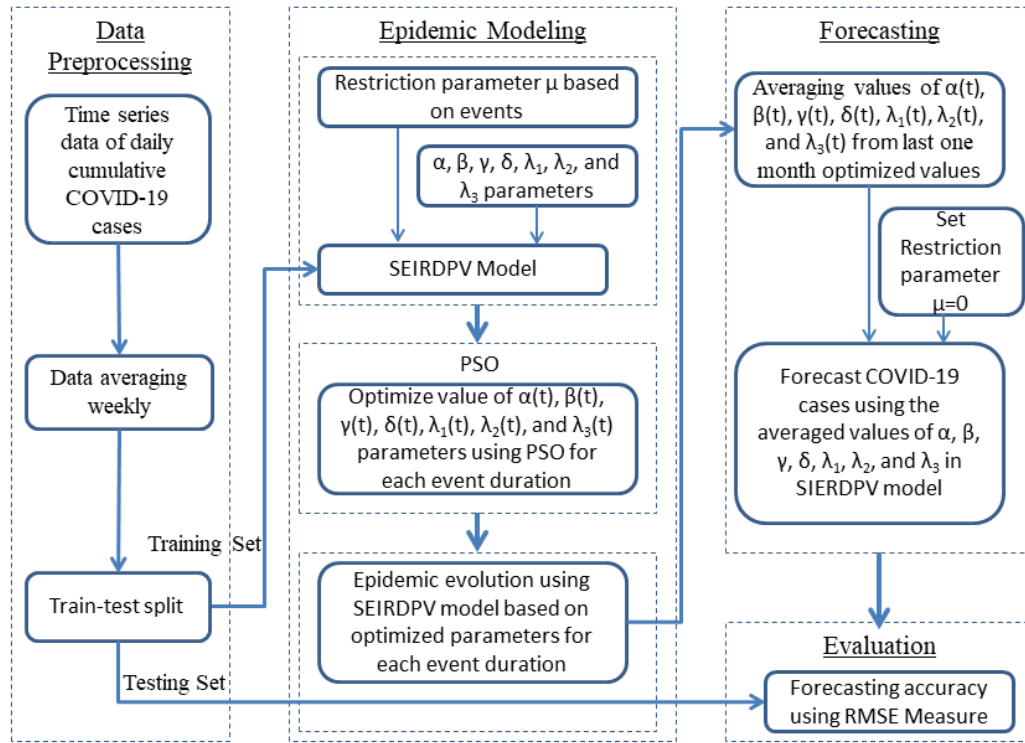 Data
Preprocessing
Time series
data of daily
cumulative
COVID-19
cases
Data averaging
weekly
Train-test split
Training Set
Testing Set
Epidemic Modeling
Restriction parameter μ based
on events
α, β, γ, δ, λ₁, λ₂, and
λ₃ parameters
SEIRDPV Model
PSO
Optimize value of α(t), β(t),
γ(t), δ(t), λ₁(t), λ₂(t), and λ₃(t)
parameters using PSO for
each event duration
Epidemic evolution using
SEIRDPV model based on
optimized parameters for
each event duration
Forecasting
Averaging values of α(t),
β(t), γ(t), δ(t), λ₁(t), λ₂(t),
and λ₃(t) from last one
month optimized values
Set
Restriction
parameter
μ=0
Forecast COVID-19
cases using the
averaged values of α, β,
γ, δ, λ₁, λ₂, and λ₃ in
SIERDPV model
Evaluation
Forecasting accuracy
using RMSE Measure